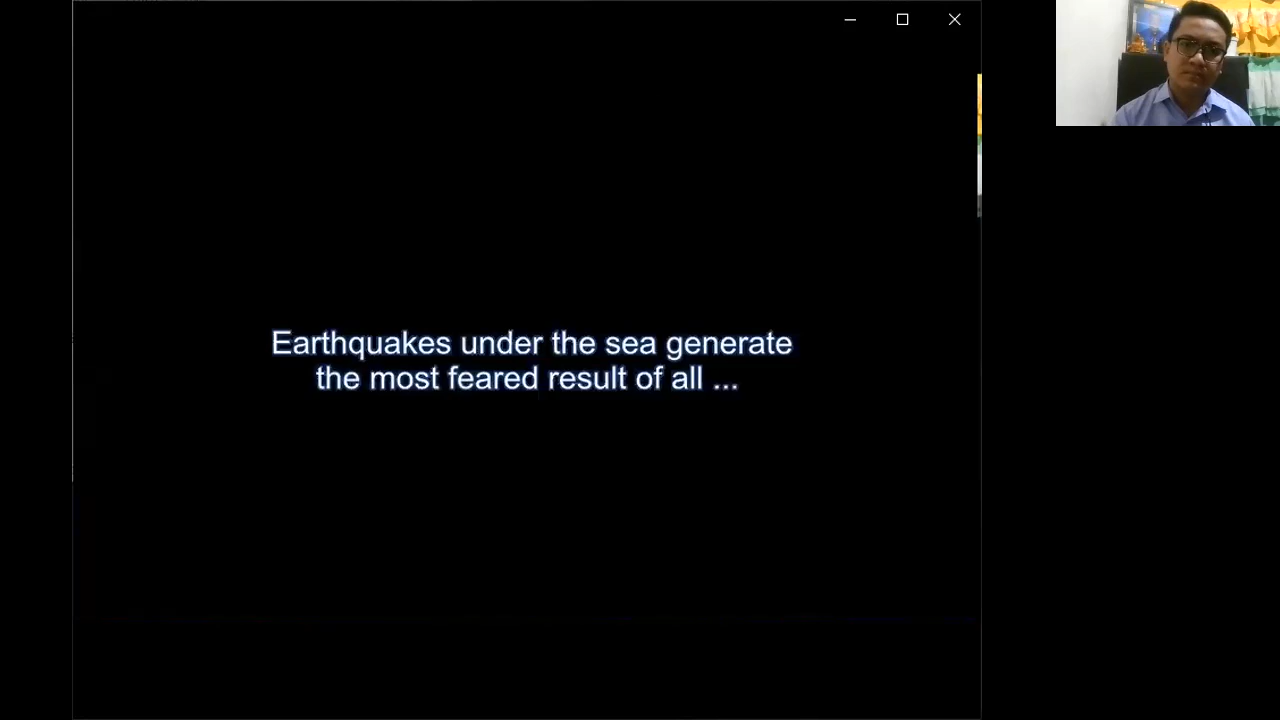 Earthquakes under the sea generate
the most feared result of all ...